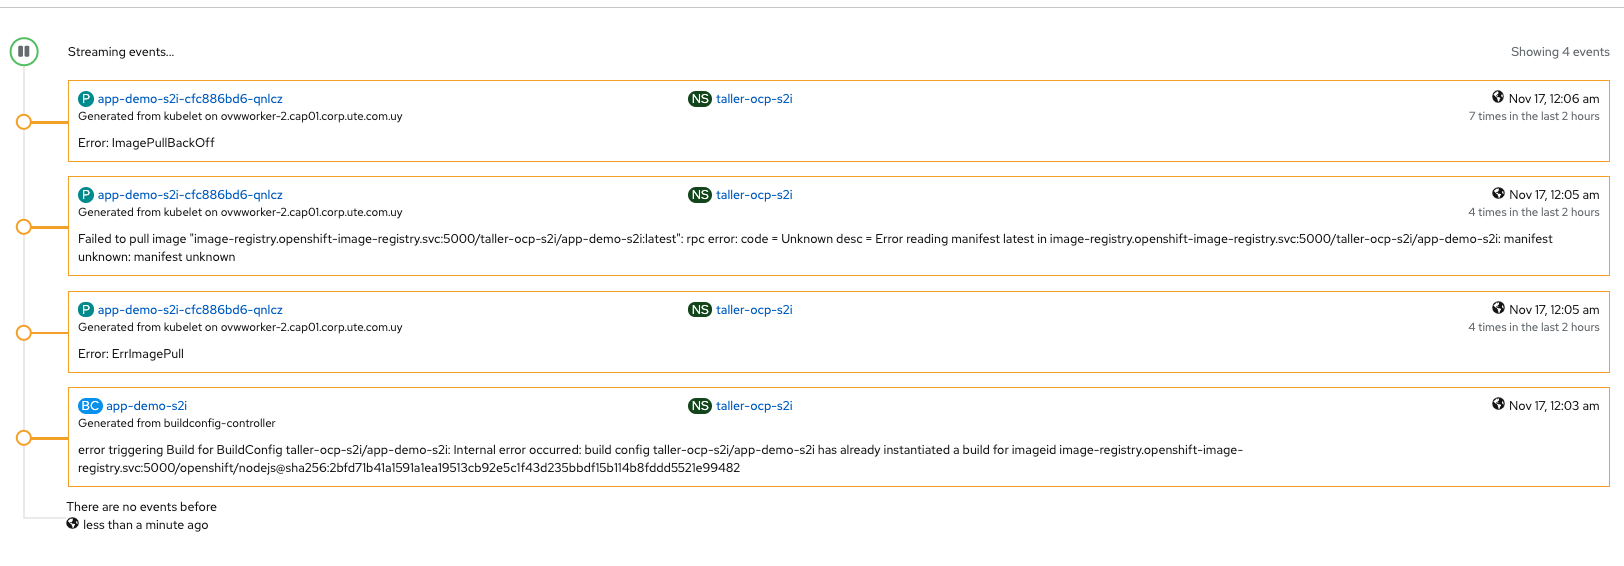 Streaming events...
Showing 4 events
P app-demo-s2i-cfc886bd6-qnlcz
NS taller-ocp-s2i
Nov 17, 12:06 am
Generated from kubelet on ovwworker-2.cap01.corp.ute.com.uy
7 times in the last 2 hours
Error: ImagePullBackOff
P app-demo-s2i-cfc886bd6-qnlcz
NS taller-ocp-s2i
Nov 17, 12:05 am
Generated from kubelet on ovwworker-2.cap01.corp.ute.com.uy
4 times in the last 2 hours
Failed to pull image "image-registry.openshift-image-registry.svc:5000/taller-ocp-s2i/app-demo-s2i:latest": rpc error: code = Unknown desc = Error reading manifest latest in image-registry.openshift-image-registry.svc:5000/taller-ocp-s2i/app-demo-s2i: manifest
unknown: manifest unknown
P app-demo-s2i-cfc886bd6-qnlcz
NS taller-ocp-s2i
Nov 17, 12:05 am
Generated from kubelet on ovwworker-2.cap01.corp.ute.com.uy
4 times in the last 2 hours
Error: ErrImagePull
BC app-demo-s2i
NS taller-ocp-s2i
Nov 17, 12:03 am
Generated from buildconfig-controller
error triggering Build for BuildConfig taller-ocp-s2i/app-demo-s2i: Internal error occurred: build config taller-ocp-s2i/app-demo-s2i has already instantiated a build for imageid image-registry.openshift-image-
registry.svc:5000/openshift/nodejs@sha256:2bfd71b41a1591a1ea19513cb92e5c1f43d235bbdf15b114b8fddd5521e99482
There are no events before
less than a minute ago